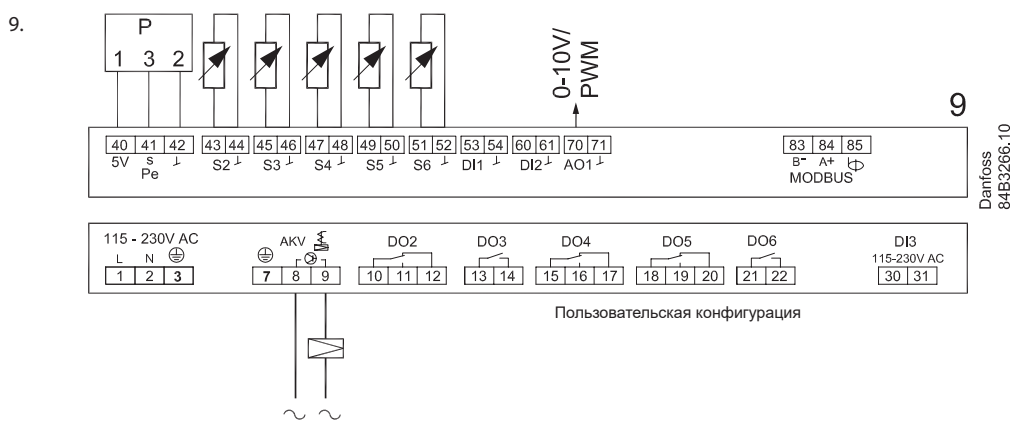 9.
P
1 3 2
0-10V/
PWM
9
40 41 42 43 44 45 46 47 48 49 50 51 52 53 54 60 61 70 71 83 84 85
5V s ⊥ S2 ⊥ S3 ⊥ S4 ⊥ S5 ⊥ S6 ⊥ DI1 ⊥ DI2 ⊥ AO1 ⊥ B- A+
Pe MODBUS
Danfoss
84B3266.10
115 - 230V AC AKV DO2 DO3 DO4 DO5 DO6 DI3
L N 115-230V AC
1 2 3 7 8 9 10 11 12 13 14 15 16 17 18 19 20 21 22 30 31
Пользовательская конфигурация